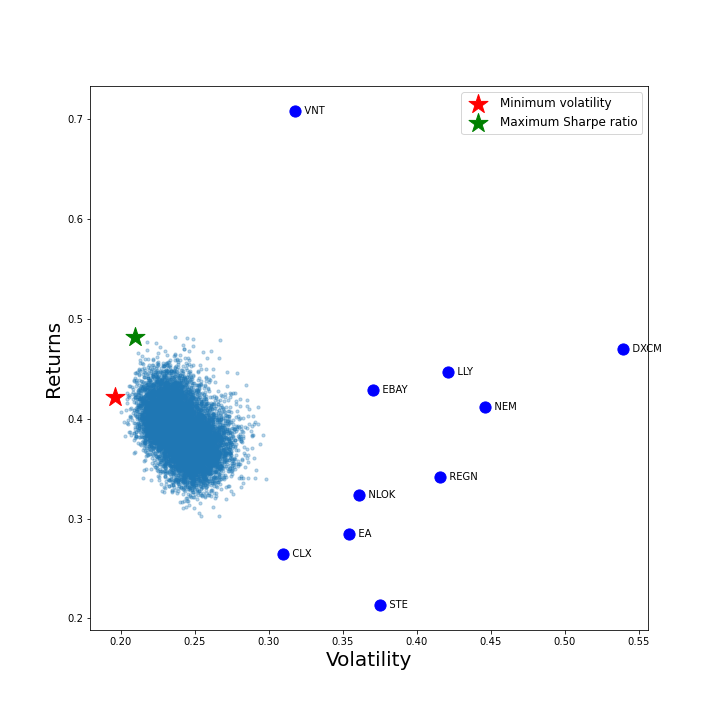 Minimum volatility
Maximum Sharpe ratio
VNT
0.7
0.6
0.5
DXCM
LLY
EBAY
NEM
0.4
REGN
NLOK
0.3
EA
CLX
STE
0.2
Returns
0.20 0.25 0.30 0.35 0.40 0.45 0.50 0.55
Volatility